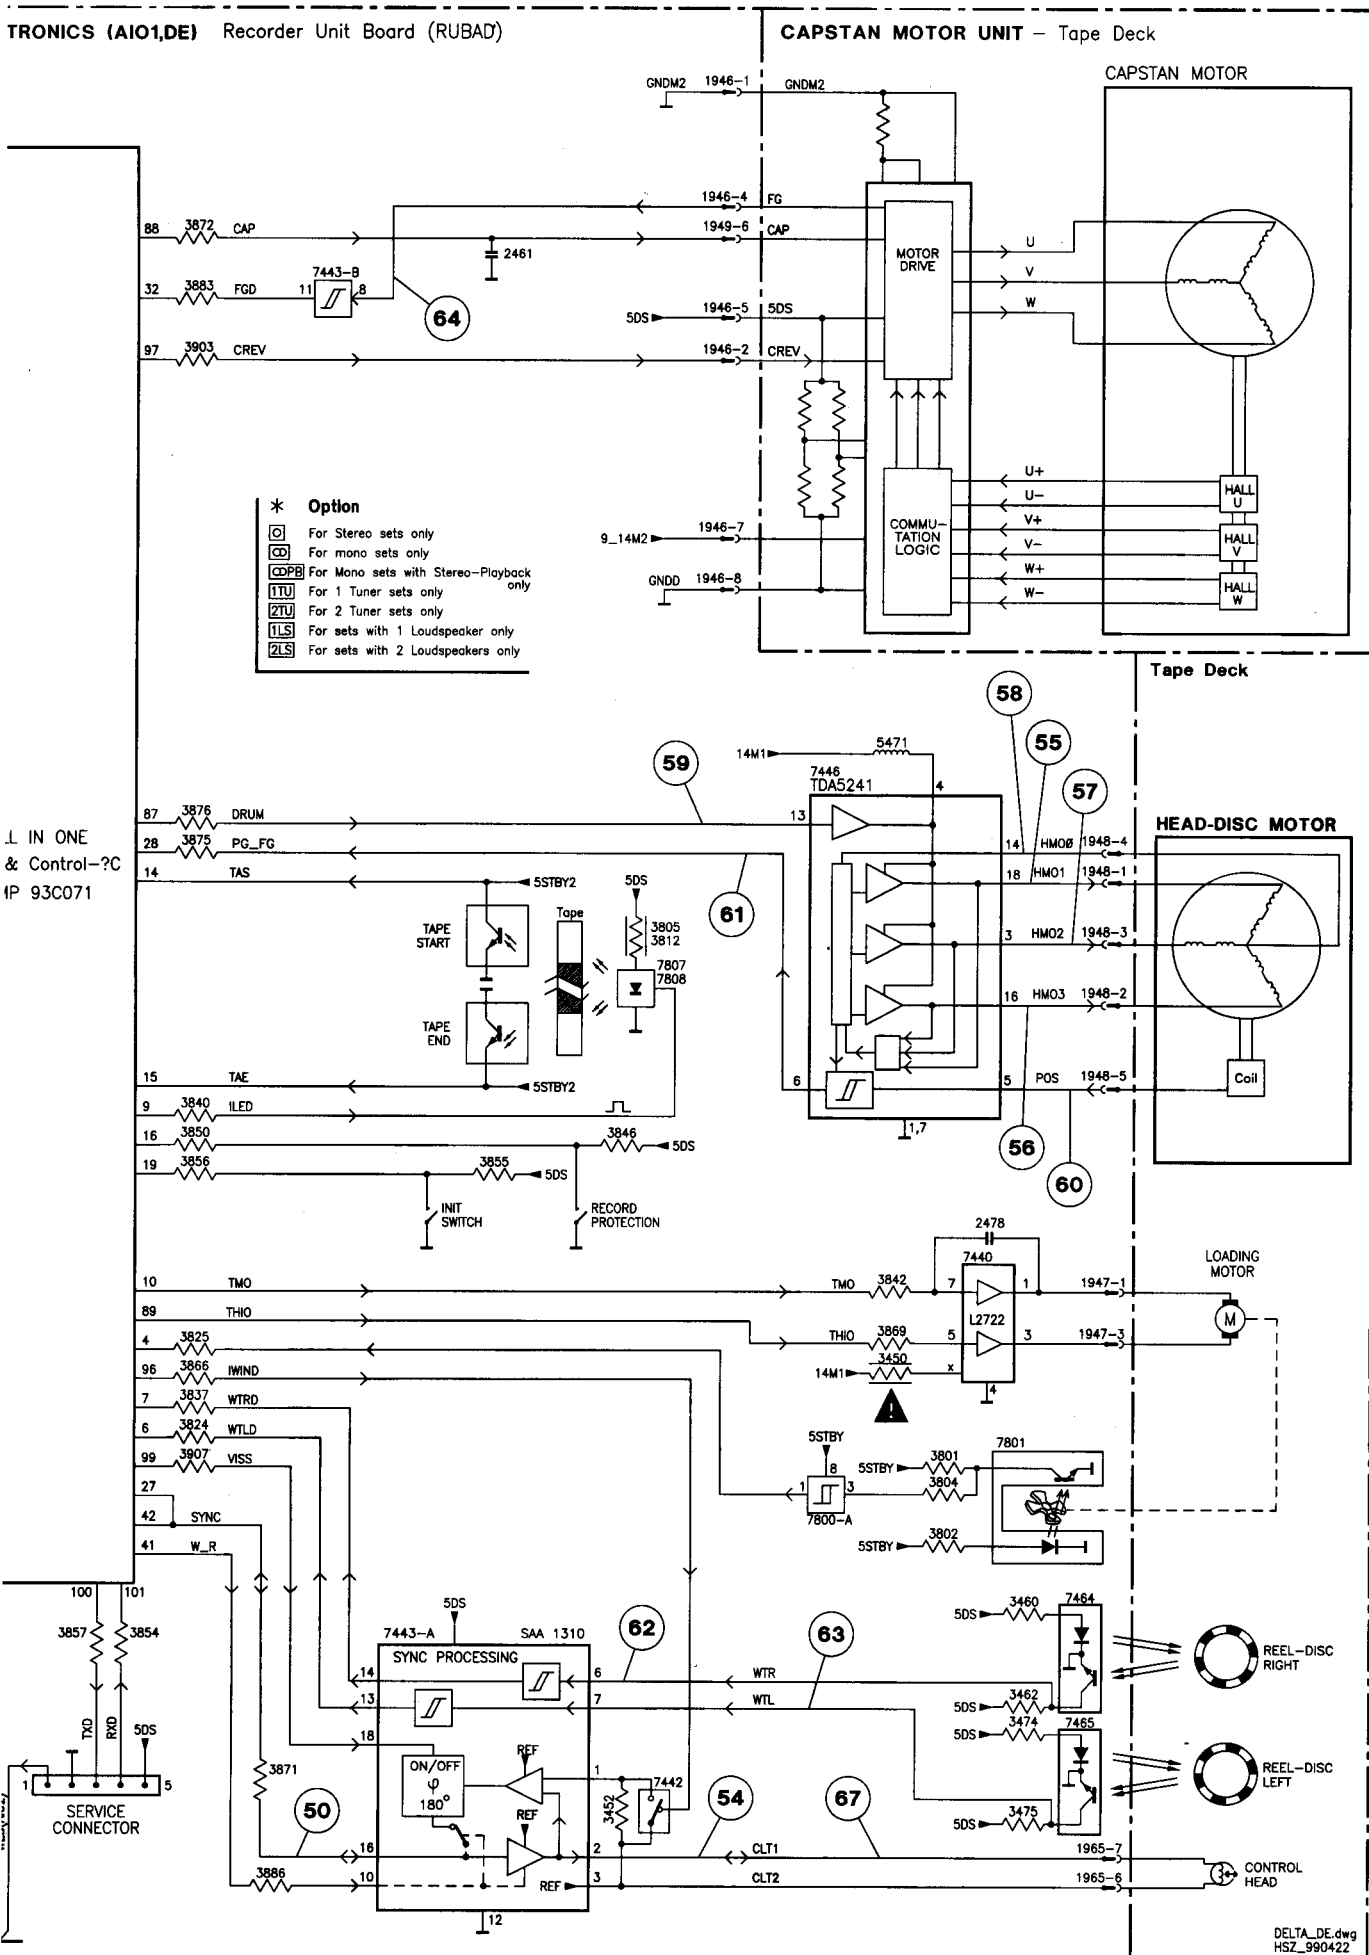 TRONICS (AIO1,DE) Recorder Unit Board (RUBAD)
CAPSTAN MOTOR UNIT – Tape Deck
CAPSTAN MOTOR
GNDM2 1946-1 GNDM2
1946-4 FG
88 3872 CAP
1949-6 CAP
2461
7443-B
32 3883 FGD 11 8
64
5DS 1946-5 5DS
97 3903 CREV
1946-2 CREV
MOTOR
DRIVE
U
V
W
U+
U-
V+
V-
W+
W-
HALL
U
HALL
V
HALL
W
COMMU-
TATION
LOGIC
9_14M2 1946-7
GNDD 1946-8
* Option
O For Stereo sets only
For mono sets only
PB For Mono sets with Stereo-Playback
only
1TU For 1 Tuner sets only
2TU For 2 Tuner sets only
1LS For sets with 1 Loudspeaker only
2LS For sets with 2 Loudspeakers only
Tape Deck
58
55
57
59
14M1 5471
7446
TDA5241
4
87 3876 DRUM 13
28 3875 PG_FG
14 TAS 5STBY2
L IN ONE
& Control-?C
IP 93C071
14 HMOØ 1948-4
18 HMO1 1948-1
3 HMO2 1948-3
16 HMO3 1948-2
5 POS 1948-5
6
1,7
HEAD-DISC MOTOR
Coil
61
56
60
TAPE
START
TAPE
END
Tape
5DS
3805
3812
7807
7808
15 TAE 5STBY2
9 3840 ILED
16 3850 3846 5DS
19 3856 3855 5DS
INIT
SWITCH
RECORD
PROTECTION
10 TMO
TMO 3842 7
2478
7440
1 1947-1
LOADING
MOTOR
M
89 THIO
THIO 3869 5
L2722
3 1947-3
14M1 3450 x
4
4 3825
96 3866 IWIND
7 3837 WTRD
6 3824 WTLD
99 3907 VISS
27
42 SYNC
41 W_R
5STBY
8
1 3
7800-A
5STBY 3801
3804
5STBY 3802
7801
100 101
3857 3854
TXD
RXD
5DS
1 5
SERVICE
CONNECTOR
5DS
7443-A SAA 1310
SYNC PROCESSING
14 6
13 7
18
62
63
WTR
WTL
5DS 3460
7464
5DS 3462
REEL-DISC
RIGHT
5DS 3474
7465
5DS 3475
REEL-DISC
LEFT
ON/OFF
φ
180°
REF
REF
1
3452
7442
3871
50
54
67
16
2 CLT1 1965-7
3886 10
REF 3 CLT2 1965-6
12
CONTROL
HEAD
DELTA_DE.dwg
HSZ_990422